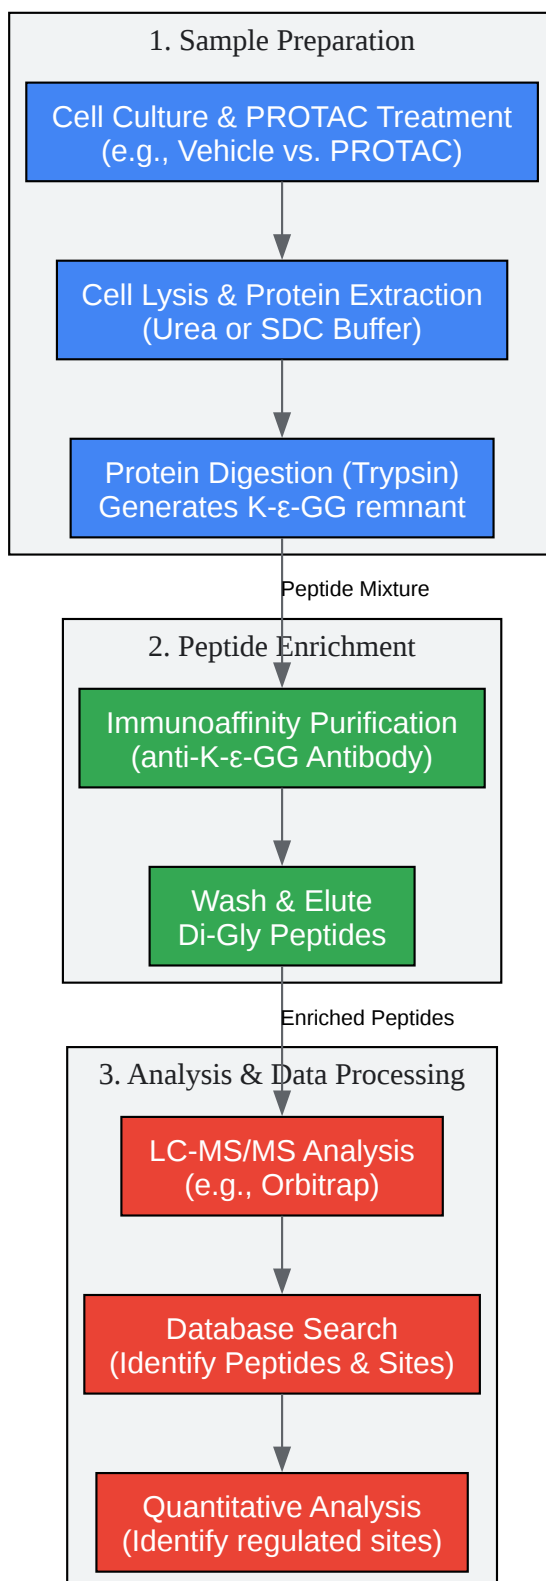 1. Sample Preparation
Cell Culture & PROTAC Treatment
(e.g., Vehicle vs. PROTAC)
Cell Lysis & Protein Extraction
(Urea or SDC Buffer)
Protein Digestion (Trypsin)
Generates K-ε-GG remnant
Peptide Mixture
2. Peptide Enrichment
Immunoaffinity Purification
(anti-K-ε-GG Antibody)
Wash & Elute
Di-Gly Peptides
Enriched Peptides
3. Analysis & Data Processing
LC-MS/MS Analysis
(e.g., Orbitrap)
Database Search
(Identify Peptides & Sites)
Quantitative Analysis
(Identify regulated sites)